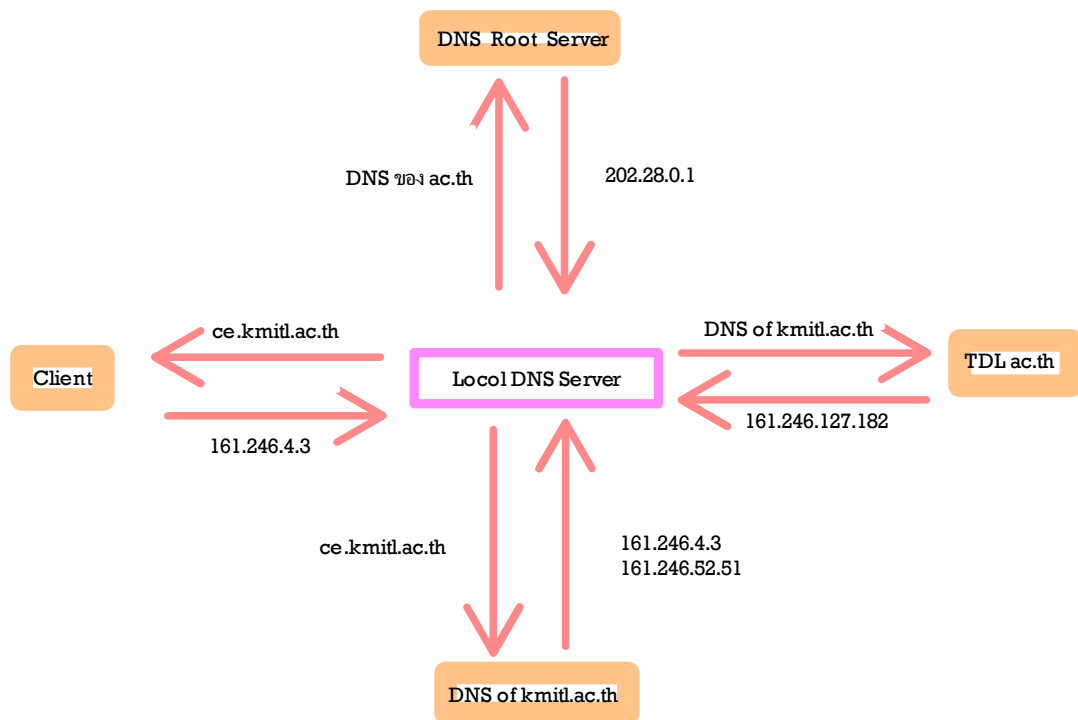 DNS Root Server
DNS ของ ac.th
202.28.0.1
ce.kmitl.ac.th
DNS of kmitl.ac.th
Client
Locol DNS Server
TDL ac.th
161.246.4.3
161.246.127.182
ce.kmitl.ac.th
161.246.4.3
161.246.52.51
DNS of kmitl.ac.th